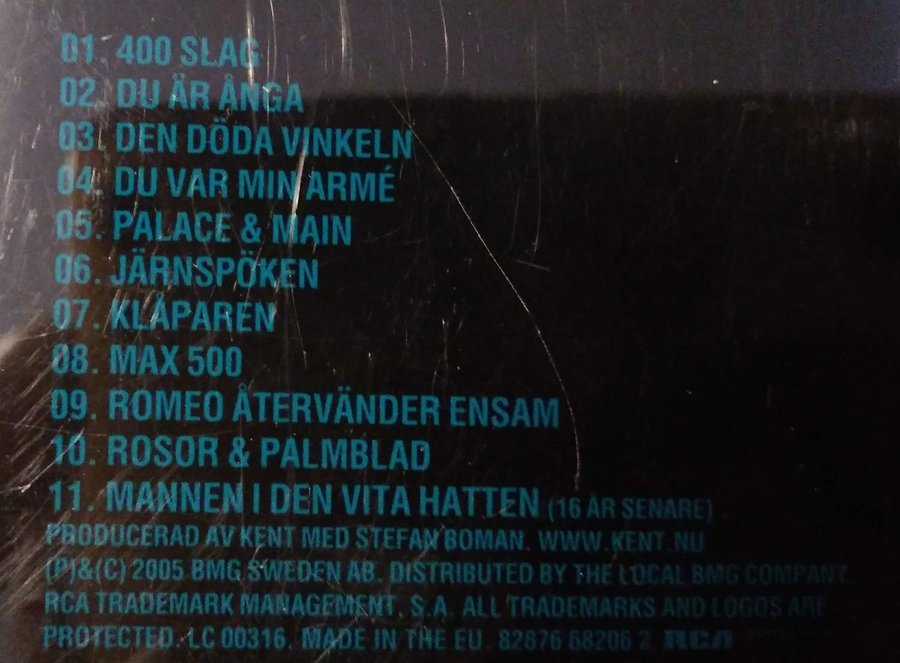 01. 400 SLAG
02. DU ÄR ÅNGA
03. DEN DÖDA VINKELN
04. DU VAR MIN ARMÉ
05. PALACE & MAIN
06. JÄRNSPÖKEN
07. KLÅPAREN
08. MAX 500
09. ROMEO ÅTERVÄNDER ENSAM
10. ROSOR & PALMBLAD
11. MANNEN I DEN VITA HATTEN (16 ÅR SENARE)
PRODUCERAD AV KENT MED STEFAN BOMAN. WWW.KENT.NU
(P)&(C) 2005 BMG SWEDEN AB. DISTRIBUTED BY THE LOCAL BMG COMPANY.
RCA TRADEMARK MANAGEMENT, S.A. ALL TRADEMARKS AND LOGOS ARE
PROTECTED. LC 00316. MADE IN THE EU. 82876 68206 2 RCA